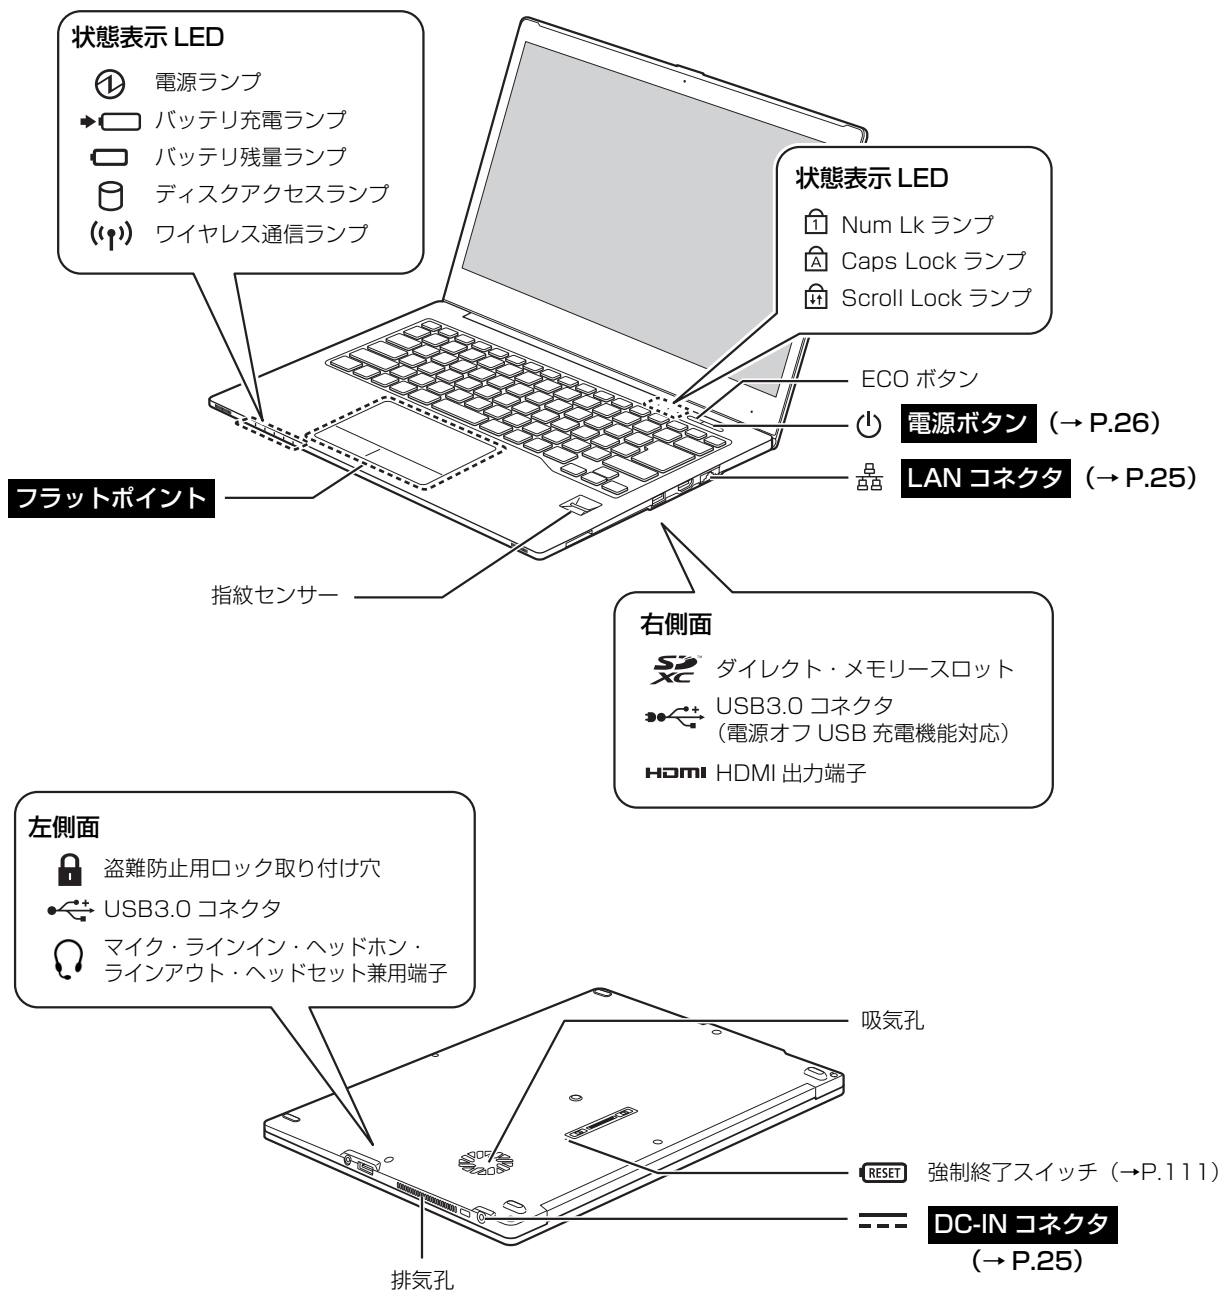 状態表示 LED
電源ランプ
バッテリ充電ランプ
バッテリ残量ランプ
ディスクアクセスランプ
ワイヤレス通信ランプ
状態表示 LED
1 Num Lk ランプ
A Caps Lock ランプ
Scroll Lock ランプ
ECO ボタン
電源ボタン（→ P.26）
LAN コネクタ（→ P.25）
フラットポイント
指紋センサー
右側面
SD XC™ ダイレクト・メモリースロット
USB3.0 コネクタ
（電源オフ USB 充電機能対応）
HDMI HDMI 出力端子
左側面
盗難防止用ロック取り付け穴
USB3.0 コネクタ
マイク・ラインイン・ヘッドホン・
ラインアウト・ヘッドセット兼用端子
吸気孔
RESET 強制終了スイッチ（→P.111）
DC-IN コネクタ
（→ P.25）
排気孔